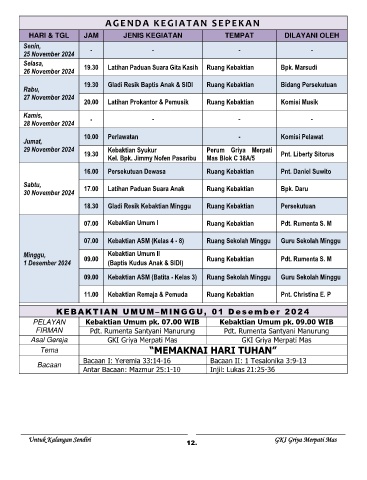 AGENDA KEGIATAN SEPEKAN
HARI & TGL JAM JENIS KEGIATAN TEMPAT DILAYANI OLEH
Senin,
25 November 2024 - - - -
Selasa,
26 November 2024 19.30 Latihan Paduan Suara Gita Kasih Ruang Kebaktian Bpk. Marsudi
Rabu,
27 November 2024
19.30 Gladi Resik Baptis Anak & SIDI Ruang Kebaktian Bidang Persekutuan
20.00 Latihan Prokantor & Pemusik Ruang Kebaktian Komisi Musik
Kamis,
28 November 2024 - - - -
Jumat,
29 November 2024
10.00 Perlawatan - Komisi Pelawat
19.30 Kebaktian Syukur
Kel. Bpk. Jimmy Nofen Pasaribu
Perum Griya Merpati
Mas Blok C 38A/5
Pnt. Liberty Sitorus
Sabtu,
30 November 2024
16.00 Persekutuan Dewasa Ruang Kebaktian Pnt. Daniel Suwito
17.00 Latihan Paduan Suara Anak Ruang Kebaktian Bpk. Daru
18.30 Gladi Resik Kebaktian Minggu Ruang Kebaktian Persekutuan
Minggu,
1 Desember 2024
07.00 Kebaktian Umum I Ruang Kebaktian Pdt. Rumenta S. M
07.00 Kebaktian ASM (Kelas 4 - 8) Ruang Sekolah Minggu Guru Sekolah Minggu
09.00 Kebaktian Umum II
(Baptis Kudus Anak & SIDI)
Ruang Kebaktian Pdt. Rumenta S. M
09.00 Kebaktian ASM (Batita - Kelas 3) Ruang Sekolah Minggu Guru Sekolah Minggu
11.00 Kebaktian Remaja & Pemuda Ruang Kebaktian Pnt. Christina E. P
KEBAKTIAN UMUM–MINGGU, 01 Desember 2024
PELAYAN
FIRMAN
Kebaktian Umum pk. 07.00 WIB Kebaktian Umum pk. 09.00 WIB
Pdt. Rumenta Santyani Manurung Pdt. Rumenta Santyani Manurung
Asal Gereja GKI Griya Merpati Mas GKI Griya Merpati Mas
Tema "MEMAKNAI HARI TUHAN"
Bacaan
Bacaan I: Yeremia 33:14-16 Bacaan II: 1 Tesalonika 3:9-13
Antar Bacaan: Mazmur 25:1-10 Injil: Lukas 21:25-36
Untuk Kalangan Sendiri 12. GKI Griya Merpati Mas